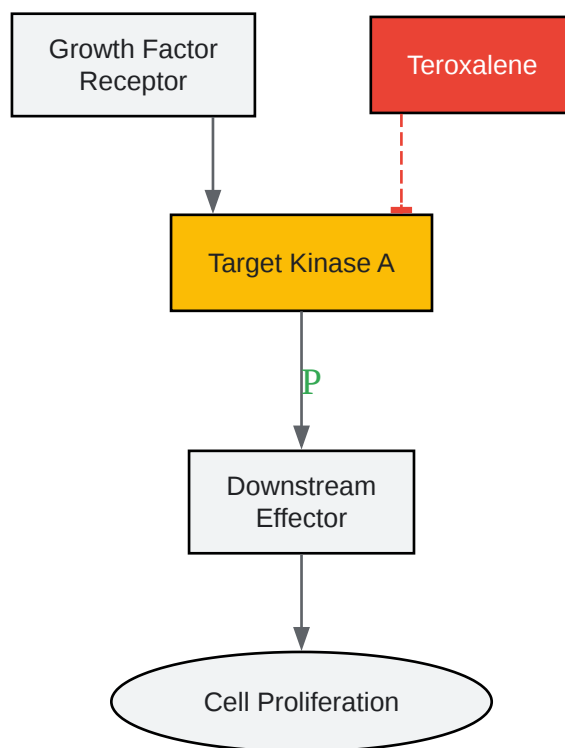 Growth Factor
Receptor
Teroxalene
Target Kinase A
P
Downstream
Effector
Cell Proliferation